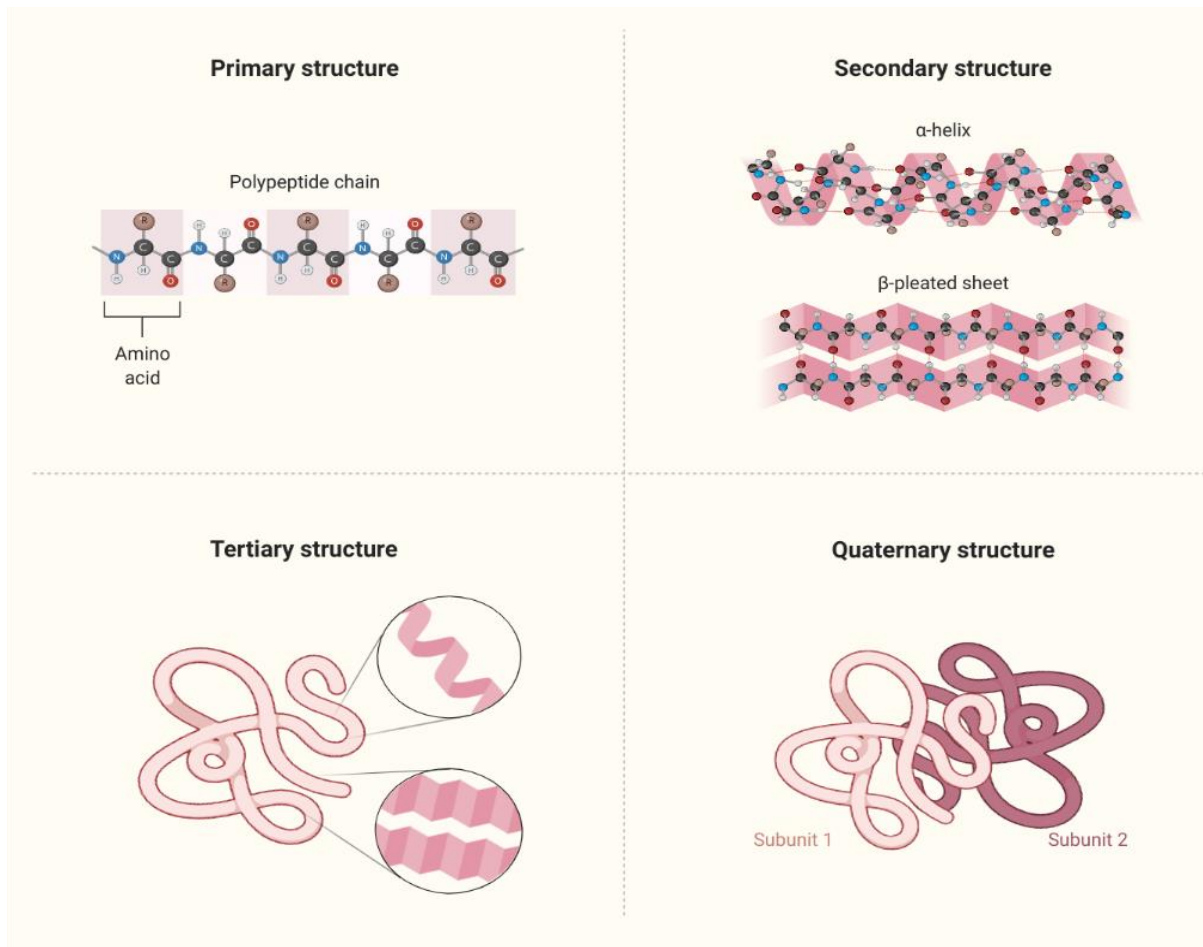 Primary structure
Polypeptide chain
R
H
H
O
R
H
H
O
R
N
C
C
N
C
C
N
C
C
N
C
C
N
C
C
H
H
O
R
H
H
O
R
H
H
O
Amino
acid
Secondary structure
α-helix
β-pleated sheet
Tertiary structure
Quaternary structure
Subunit 1
Subunit 2